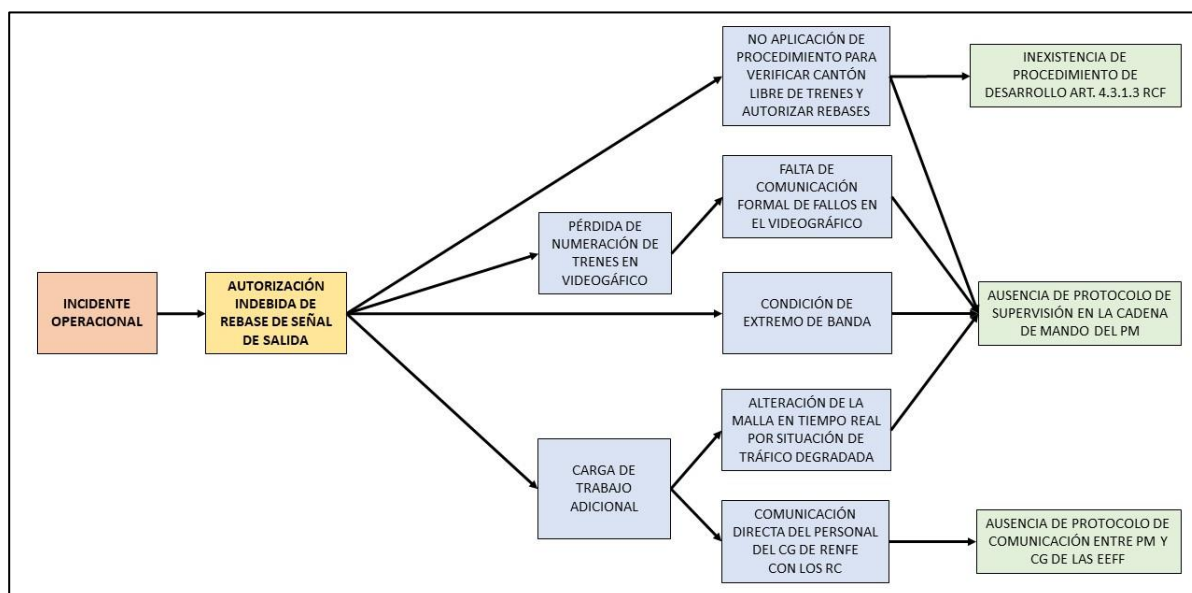 INCIDENTE
OPERACIONAL
AUTORIZACIÓN
INDEBIDA DE
REBASE DE SEÑAL
DE SALIDA
PÉRDIDA DE
NUMERACIÓN DE
TRENES EN
VIDEOGÁFICO
CARGA DE
TRABAJO
ADICIONAL
NO APLICACIÓN DE
PROCEDIMIENTO PARA
VERIFICAR CANTÓN
LIBRE DE TRENES Y
AUTORIZAR REBASES
FALTA DE
COMUNICACIÓN
FORMAL DE FALLOS EN
EL VIDEOGRÁFICO
CONDICIÓN DE
EXTREMO DE BANDA
ALTERACIÓN DE LA
MALLA EN TIEMPO REAL
POR SITUACIÓN DE
TRÁFICO DEGRADADA
COMUNICACIÓN
DIRECTA DEL PERSONAL
DEL CG DE RENFE
CON LOS RC
INEXISTENCIA DE
PROCEDIMIENTO DE
DESARROLLO ART. 4.3.1.3 RCF
AUSENCIA DE PROTOCOLO DE
SUPERVISIÓN EN LA CADENA
DE MANDO DEL PM
AUSENCIA DE PROTOCOLO DE
COMUNICACIÓN ENTRE PM Y
CG DE LAS EEFF